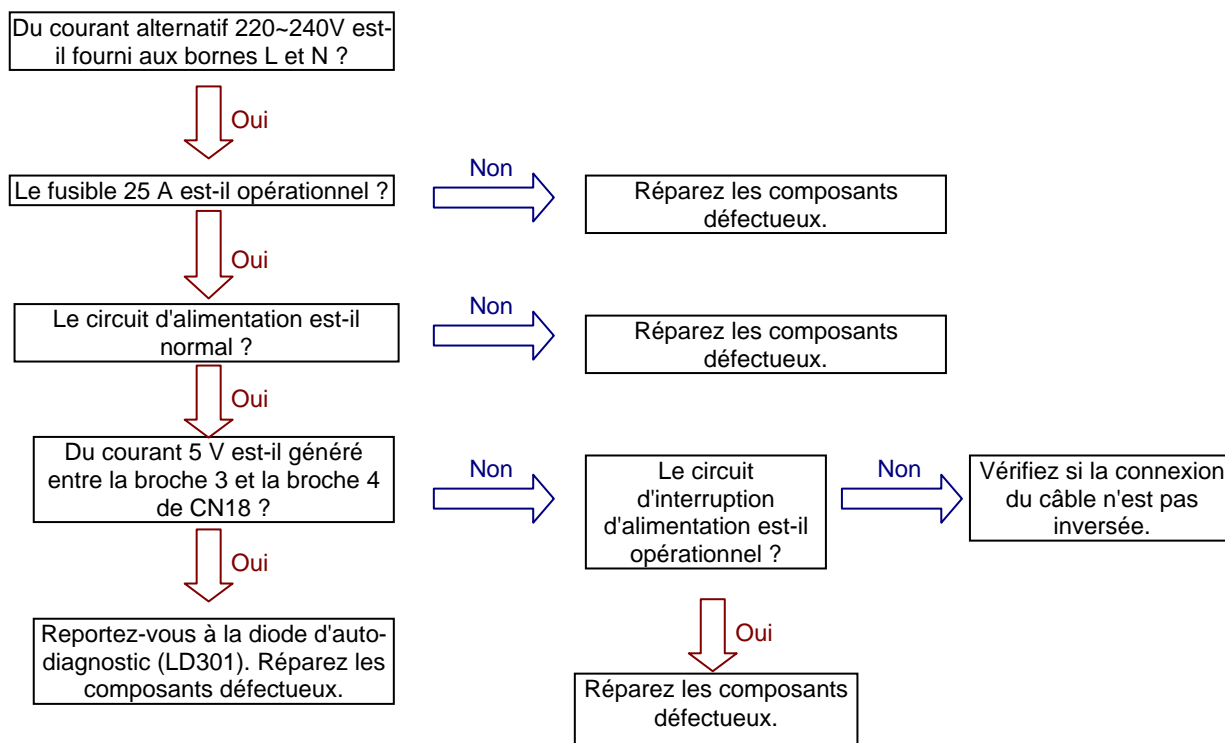 Du courant alternatif 220~240V est-
il fourni aux bornes L et N ?
Oui
Le fusible 25 A est-il opérationnel ?
Non
Réparez les composants
défectueux.
Oui
Le circuit d'alimentation est-il
normal ?
Non
Réparez les composants
défectueux.
Oui
Du courant 5 V est-il généré
entre la broche 3 et la broche 4
de CN18 ?
Non
Le circuit
d'interruption
d'alimentation est-il
opérationnel ?
Non
Vérifiez si la connexion
du câble n'est pas
inversée.
Oui
Reportez-vous à la diode d'auto-
diagnostic (LD301). Réparez les
composants défectueux.
Oui
Réparez les composants
défectueux.